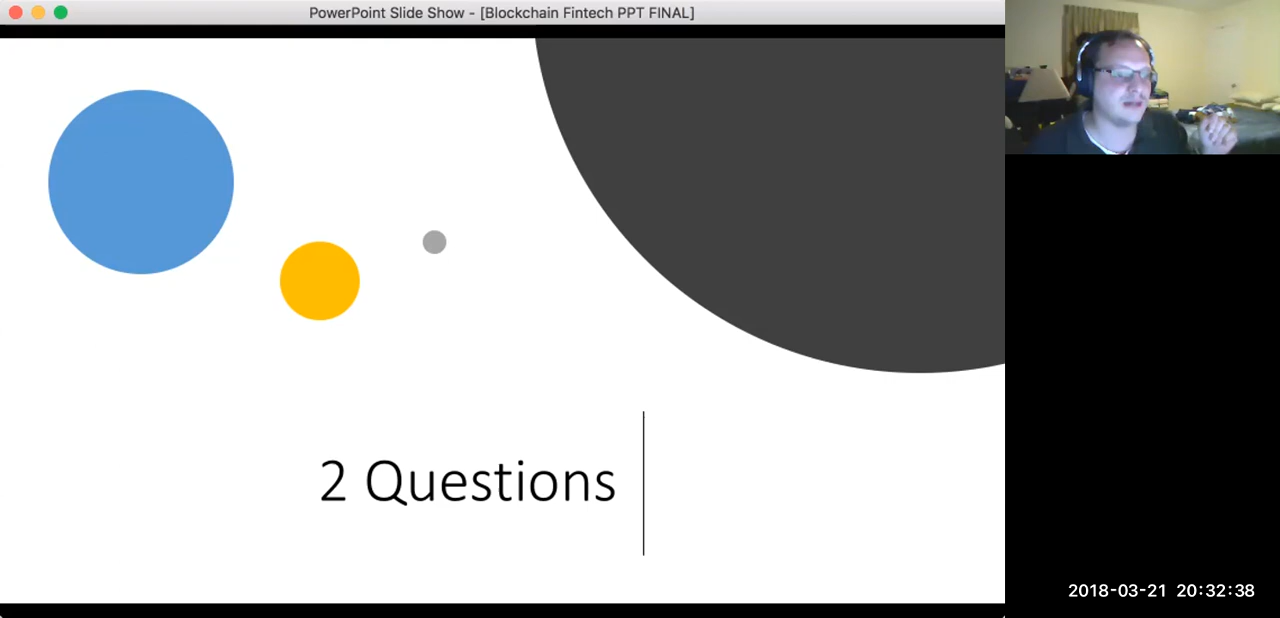 PowerPoint Slide Show - [Blockchain Fintech PPT FINAL]
2 Questions
2018-03-21 20:32:38